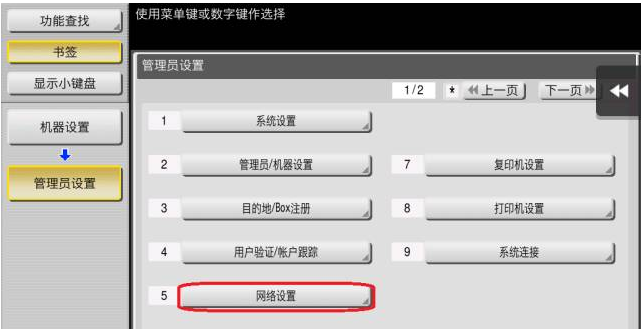 使用菜单键或数字键作选择
功能查找
书签
显示小键盘
机器设置
管理员设置
管理员设置
1/2 * 上一页 下一页
1 系统设置
2 管理员/机器设置 7 复印机设置
3 目的地/Box注册 8 打印机设置
4 用户验证/帐户跟踪 9 系统连接
5 网络设置